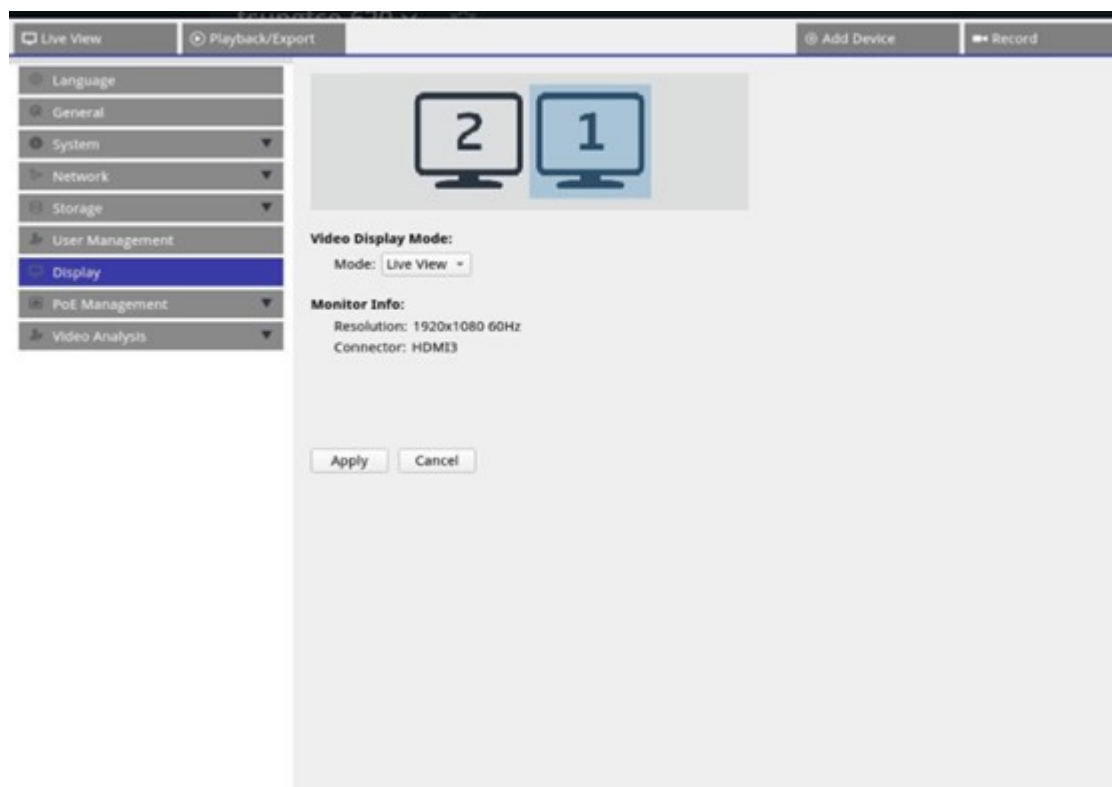 Live View
Playback/Export
Add Device
Record
Language
General
System
Network
Storage
User Management
Display
PoE Management
Video Analysis
2 1
Video Display Mode:
Mode: Live View
Monitor Info:
Resolution: 1920x1080 60Hz
Connector: HDMI3
Apply Cancel